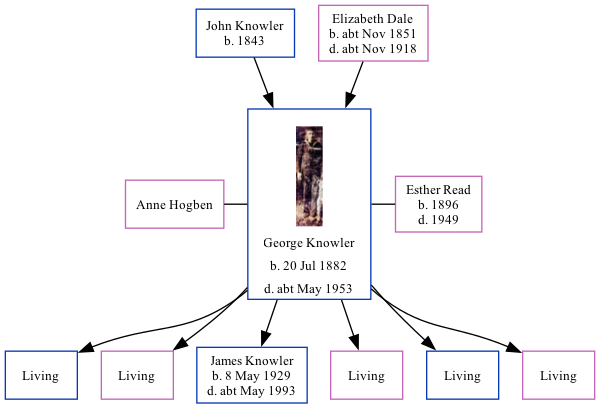 John Knowler
b. 1843
Elizabeth Dale
b. abt Nov 1851
d. abt Nov 1918
Anne Hogben
George Knowler
b. 20 Jul 1882
d. abt May 1953
Esther Read
b. 1896
d. 1949
Living
Living
James Knowler
b. 8 May 1929
d. abt May 1993
Living
Living
Living